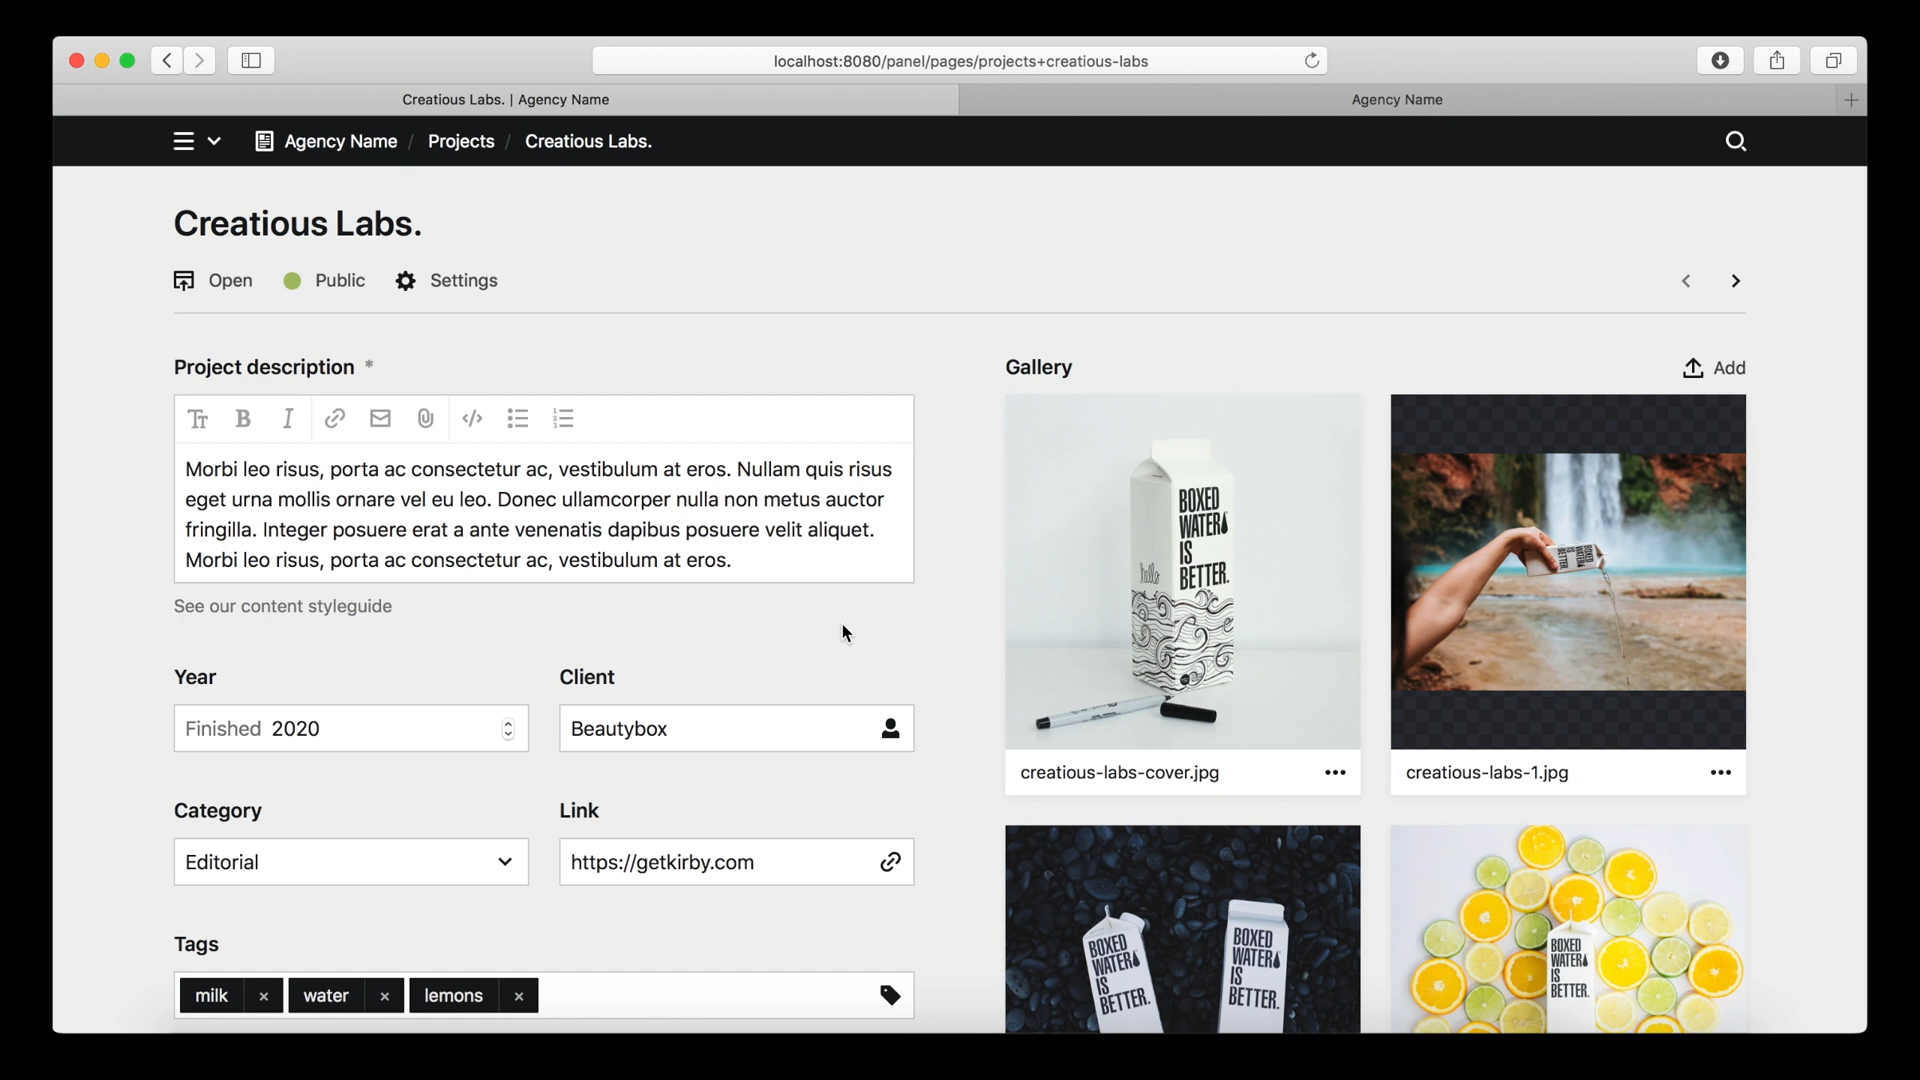 localhost:8080/panel/pages/projects+creatious-labs
Creatious Labs. | Agency Name
Agency Name
Agency Name / Projects / Creatious Labs.
Creatious Labs.
Open
Public
Settings
Project description *
Morbi leo risus, porta ac consectetur ac, vestibulum at eros. Nullam quis risus
eget urna mollis ornare vel eu leo. Donec ullamcorper nulla non metus auctor
fringilla. Integer posuere erat a ante venenatis dapibus posuere velit aliquet.
Morbi leo risus, porta ac consectetur ac, vestibulum at eros.
See our content styleguide
Year
Finished 2020
Client
Beautybox
Category
Editorial
Link
https://getkirby.com
Tags
milk ×
water ×
lemons ×
Gallery
Add
BOXED
WATER
IS
BETTER.
hello
creatious-labs-cover.jpg
BOXED
WATER
IS
BETTER.
creatious-labs-1.jpg
BOXED
WATER
IS
BETTER.
BOXED
WATER
IS
BETTER.
BOXED
WATER
IS
BETTER.